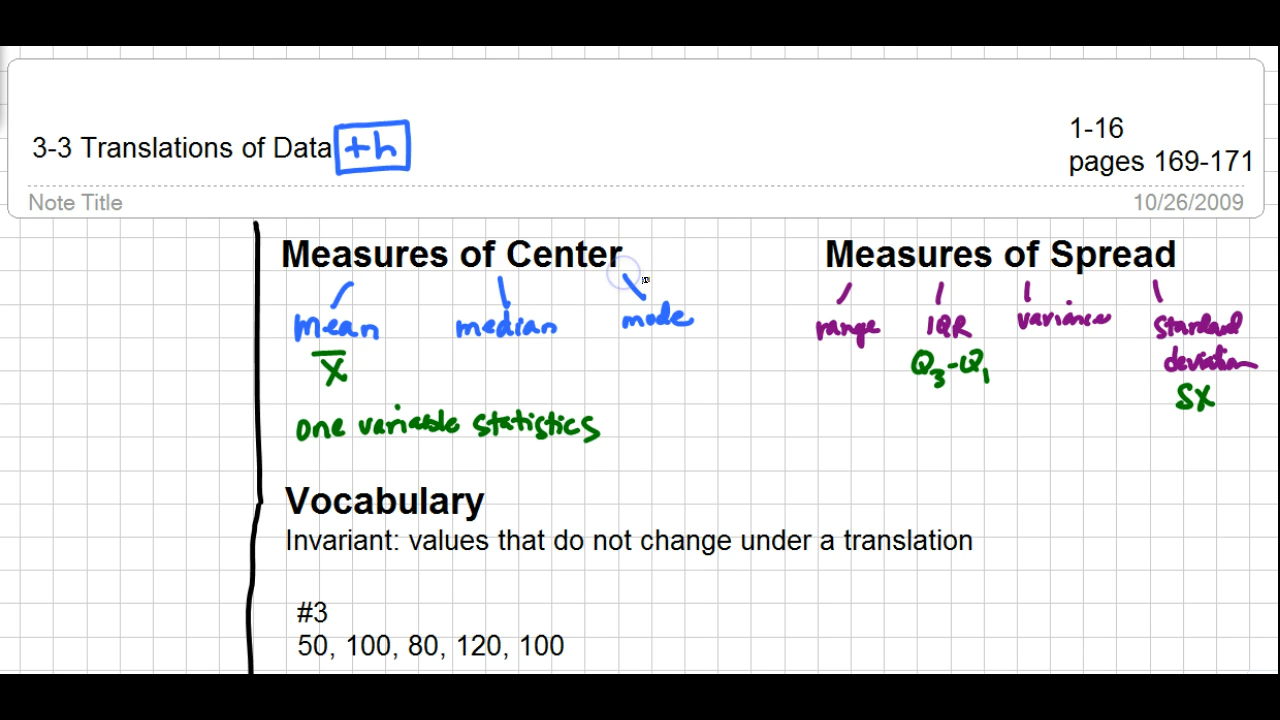 3-3 Translations of Data +h
1-16
pages 169-171
Note Title
10/26/2009
Measures of Center
mean median mode
X̅
one variable statistics
Measures of Spread
range IQR variance standard deviation
Q₃-Q₁
SX
Vocabulary
Invariant: values that do not change under a translation
#3
50, 100, 80, 120, 100